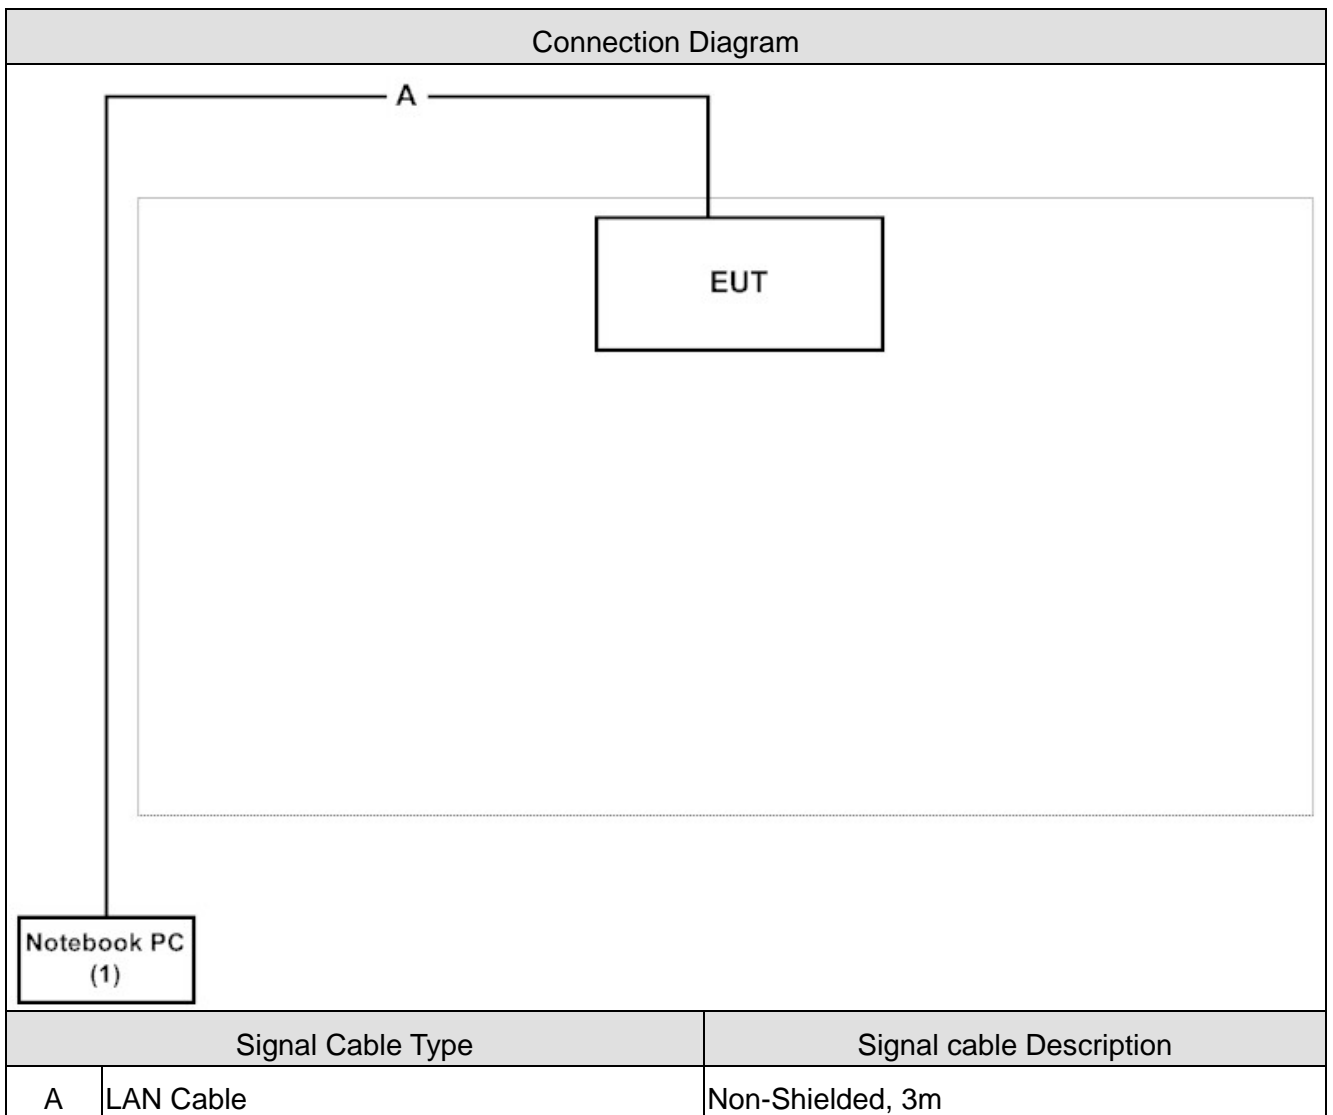 Connection Diagram
A
EUT
Notebook PC
(1)
Signal Cable Type Signal cable Description
A LAN Cable Non-Shielded, 3m